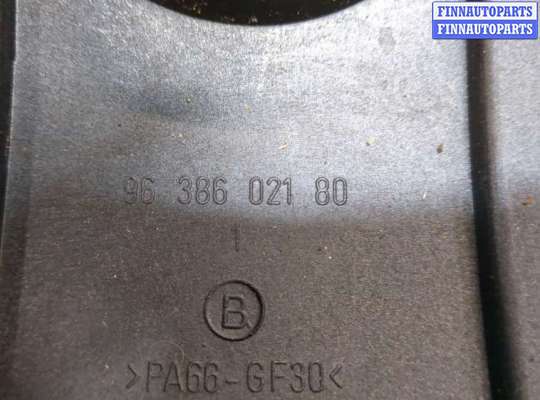 FINNAUTOPARTS
FINNAUTOPARTS
96 386 021 80
1
B
>PA66-GF30<